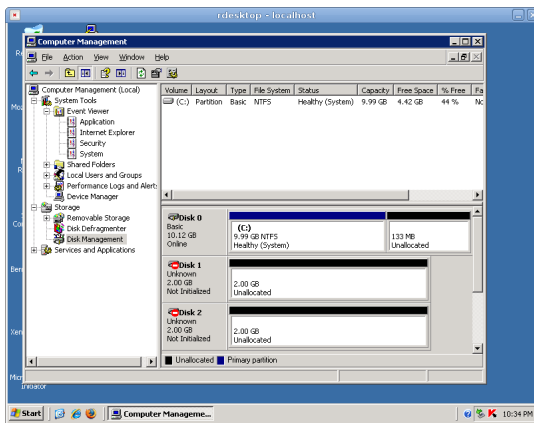 rdesktop - localhost
Computer Management
File Action View Window Help
Computer Management (Local)
System Tools
Event Viewer
Application
Internet Explorer
Security
System
Shared Folders
Local Users and Groups
Performance Logs and Alert:
Device Manager
Storage
Removable Storage
Disk Defragmenter
Disk Management
Services and Applications
Volume Layout Type File System Status Capacity Free Space % Free Fa
(C:) Partition Basic NTFS Healthy (System) 9.99 GB 4.42 GB 44 % No
Disk 0
Basic
10.12 GB
Online
(C:)
9.99 GB NTFS
Healthy (System)
133 MB
Unallocated
Disk 1
Unknown
2.00 GB
Not Initialized
2.00 GB
Unallocated
Disk 2
Unknown
2.00 GB
Not Initialized
2.00 GB
Unallocated
Unallocated Primary partition
Initiator
Start Computer Manageme... 10:34 PM